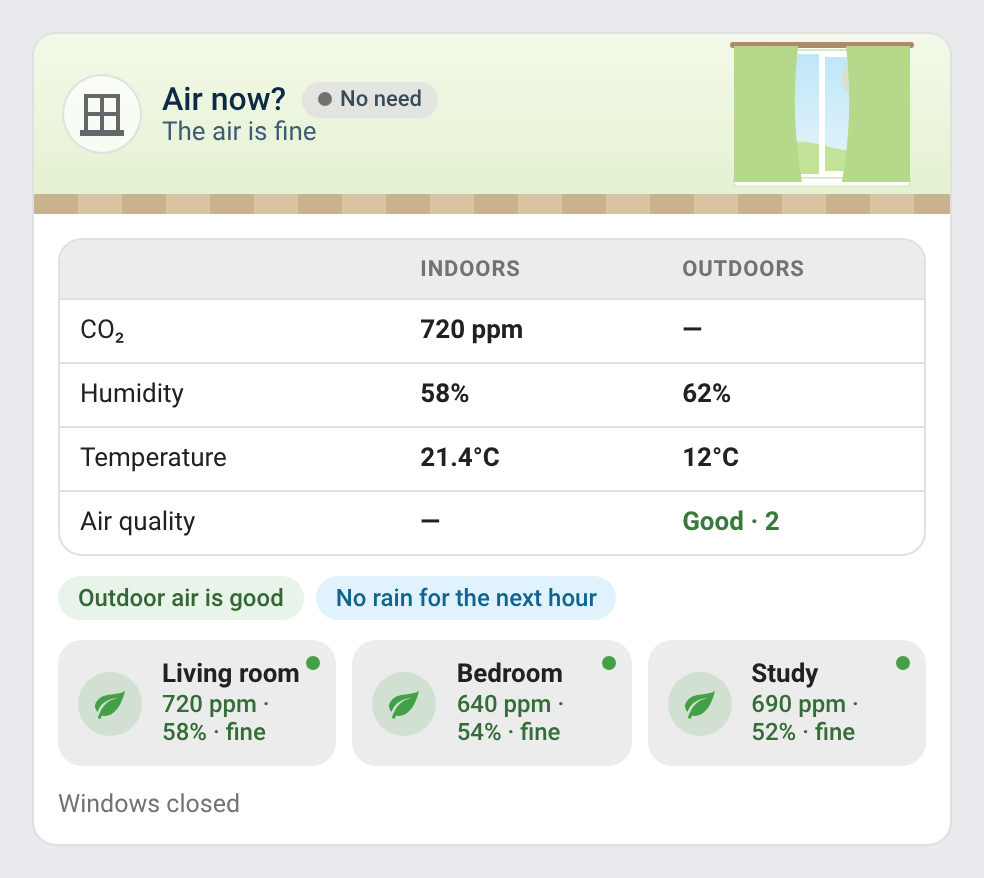 Air now? No need
The air is fine
INDOORS OUTDOORS
CO₂ 720 ppm –
Humidity 58% 62%
Temperature 21.4°C 12°C
Air quality – Good · 2
Outdoor air is good No rain for the next hour
Living room
720 ppm ·
58% · fine
Bedroom
640 ppm ·
54% · fine
Study
690 ppm ·
52% · fine
Windows closed